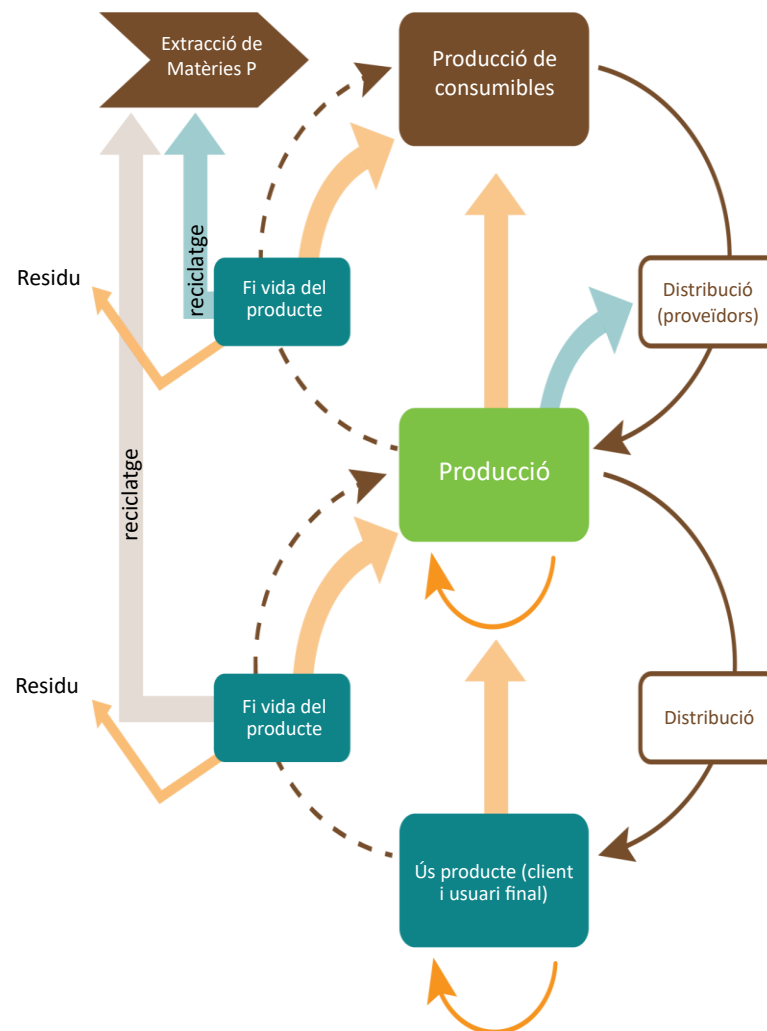 Extracció de
Matèries P
Producció de
consumibles
reciclatge
Residu
Fi vida del
producte
Distribució
(proveïdors)
reciclatge
Producció
Residu
Fi vida del
producte
Distribució
Ús producte (client
i usuari final)